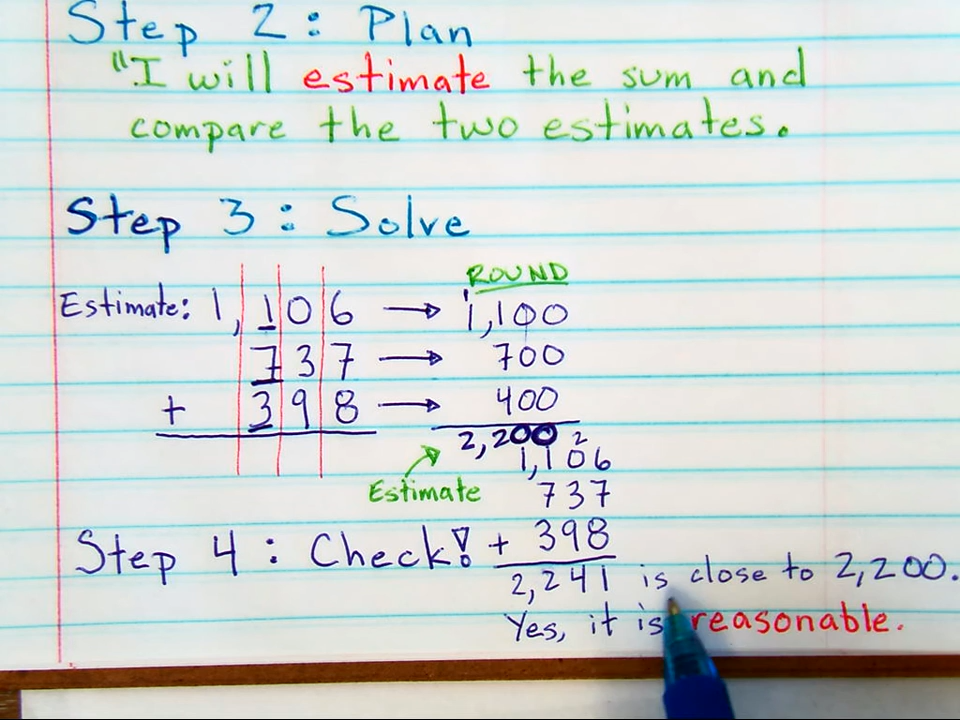 Step 2: Plan
"I will estimate the sum and
compare the two estimates.
Step 3: Solve
ROUND
Estimate: 1,106 → 1,100
737 → 700
+ 398 → 400
2,200
Estimate
2
1,106
737
+ 398
Step 4: Check!
2,241 is close to 2,200.
Yes, it is reasonable.